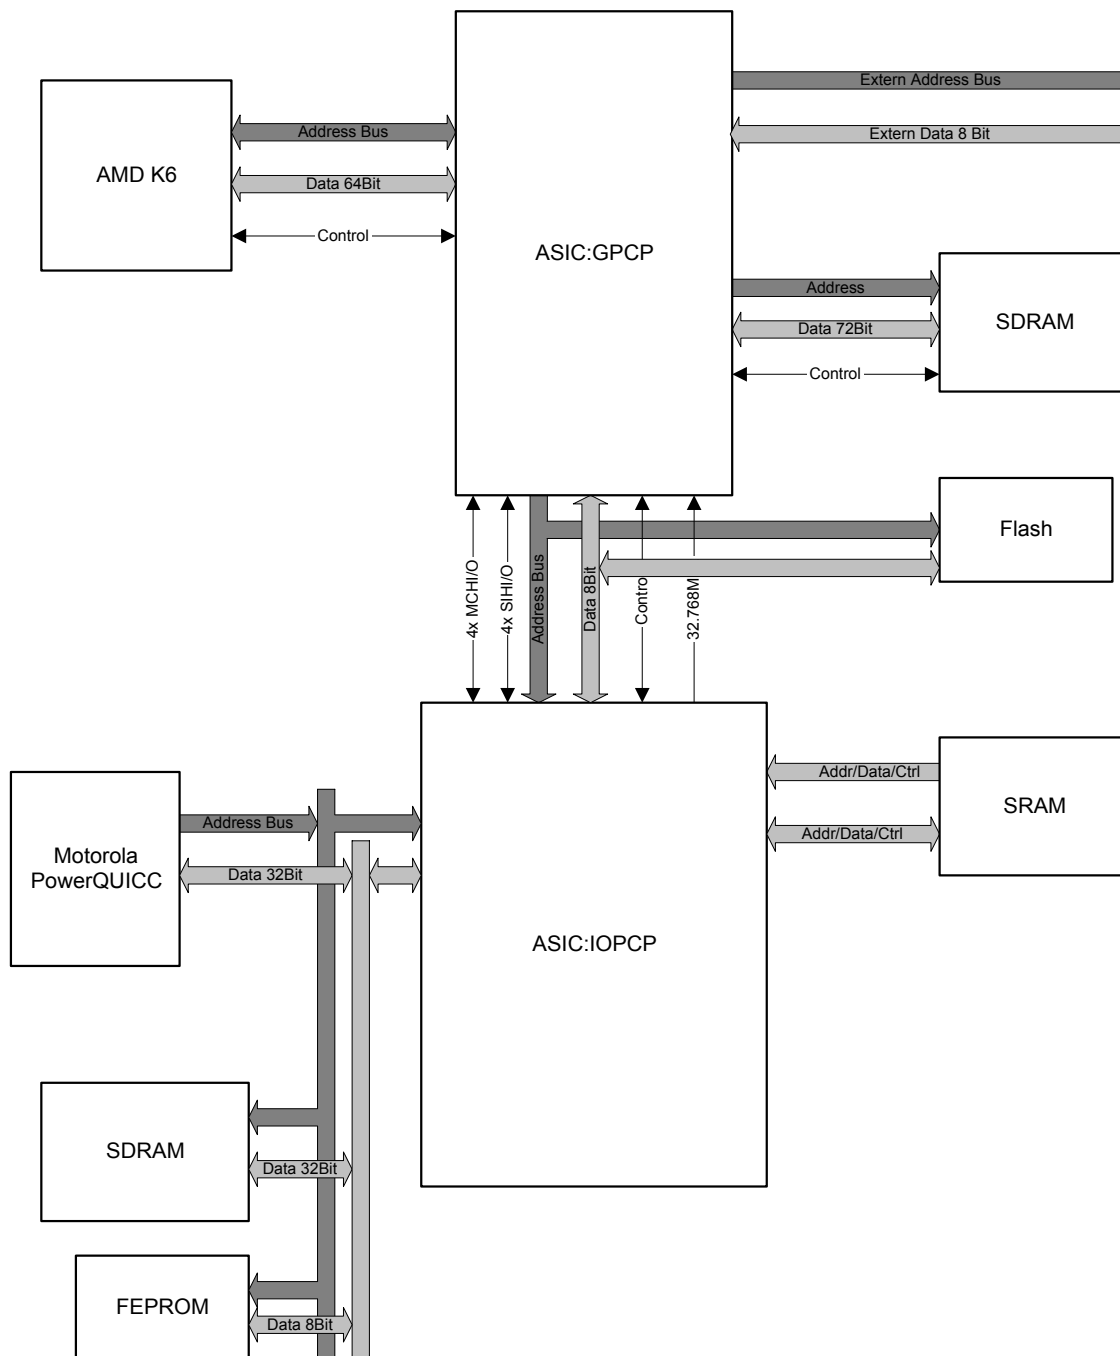 Extern Address Bus
Address Bus
Extern Data 8 Bit
AMD K6
Data 64Bit
Control
ASIC:GPCP
Address
SDRAM
Data 72Bit
Control
Flash
4x MCHI/O
4x SIHI/O
Address Bus
Data 8Bit
Contro
32.768M
Addr/Data/Ctrl
SRAM
Address Bus
Addr/Data/Ctrl
Motorola
PowerQUICC
Data 32Bit
ASIC:IOPCP
SDRAM
Data 32Bit
FEPROM
Data 8Bit